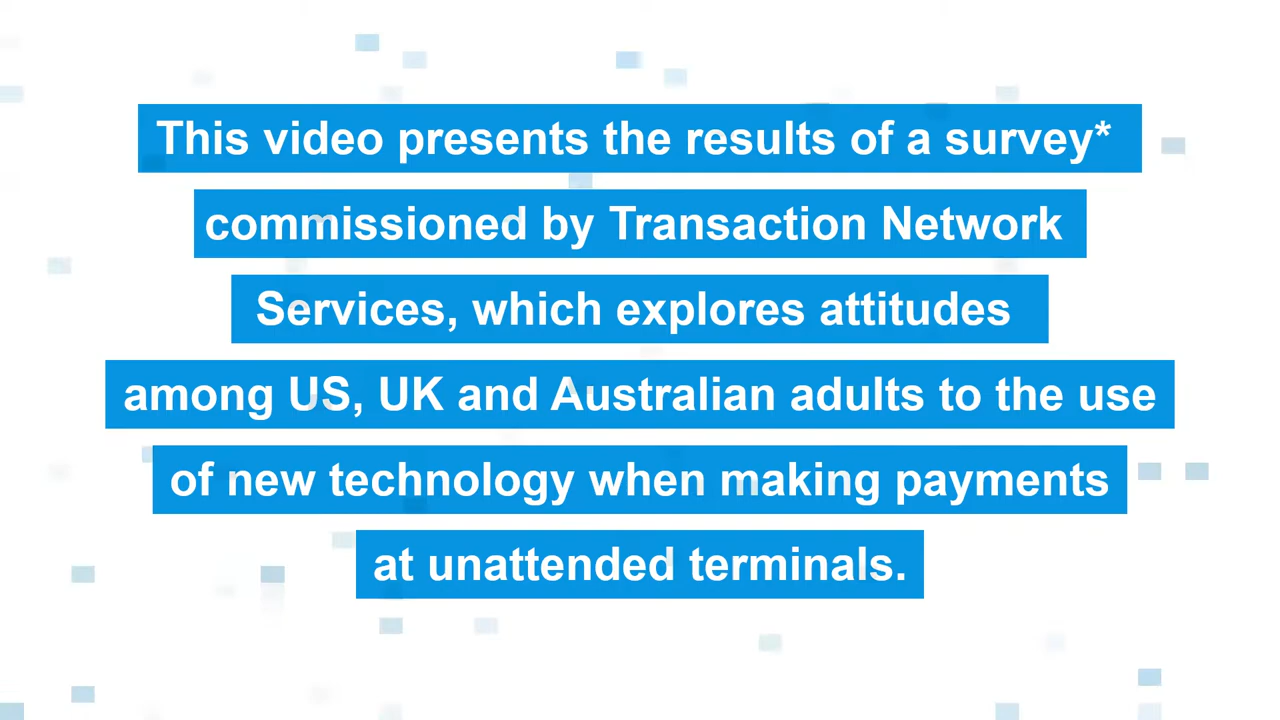 This video presents the results of a survey*
commissioned by Transaction Network
Services, which explores attitudes
among US, UK and Australian adults to the use
of new technology when making payments
at unattended terminals.